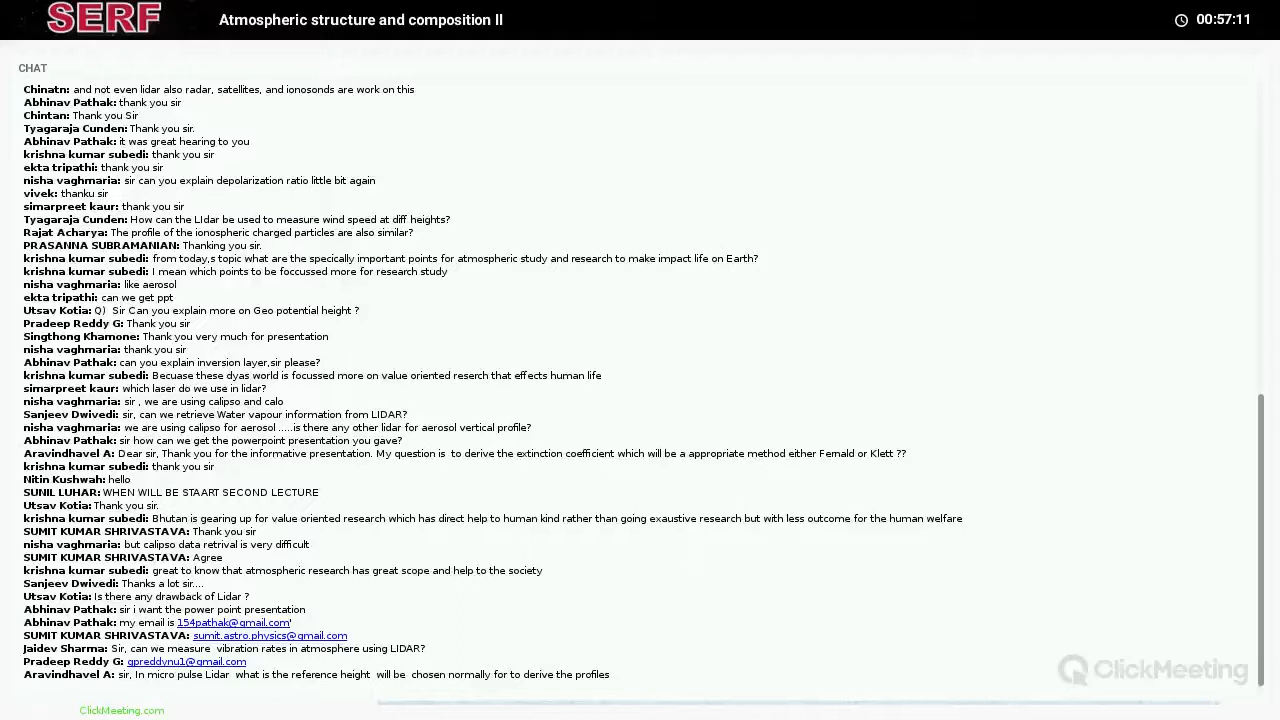 SERF
Atmospheric structure and composition II
00:57:11
CHAT
Chinatn: and not even lidar also radar, satellites, and ionosonds are work on this
Abhinav Pathak: thank you sir
Chintan: Thank you Sir
Tyagaraja Cunden: Thank you sir.
Abhinav Pathak: it was great hearing to you
krishna kumar subedi: thank you sir
ekta tripathi: thank you sir
nisha vaghmaria: sir can you explain depolarization ratio little bit again
vivek: thanku sir
simarpreet kaur: thank you sir
Tyagaraja Cunden: How can the LIdar be used to measure wind speed at diff heights?
Rajat Acharya: The profile of the ionospheric charged particles are also similar?
PRASANNA SUBRAMANIAN: Thanking you sir.
krishna kumar subedi: from today,s topic what are the specically important points for atmospheric study and research to make impact life on Earth?
krishna kumar subedi: I mean which points to be foccussed more for research study
nisha vaghmaria: like aerosol
ekta tripathi: can we get ppt
Utsav Kotia: Q) Sir Can you explain more on Geo potential height ?
Pradeep Reddy G: Thank you sir
Singthong Khamone: Thank you very much for presentation
nisha vaghmaria: thank you sir
Abhinav Pathak: can you explain inversion layer,sir please?
krishna kumar subedi: Becuase these dyas world is focussed more on value oriented reserch that effects human life
simarpreet kaur: which laser do we use in lidar?
nisha vaghmaria: sir , we are using calipso and calo
Sanjeev Dwivedi: sir, can we retrieve Water vapour information from LIDAR?
nisha vaghmaria: we are using calipso for aerosol .....is there any other lidar for aerosol vertical profile?
Abhinav Pathak: sir how can we get the powerpoint presentation you gave?
Aravindhavel A: Dear sir, Thank you for the informative presentation. My question is to derive the extinction coefficient which will be a appropriate method either Fernald or Klett ??
krishna kumar subedi: thank you sir
Nitin Kushwah: hello
SUNIL LUHAR: WHEN WILL BE STAART SECOND LECTURE
Utsav Kotia: Thank you sir.
krishna kumar subedi: Bhutan is gearing up for value oriented research which has direct help to human kind rather than going exaustive research but with less outcome for the human welfare
SUMIT KUMAR SHRIVASTAVA: Thank you sir
nisha vaghmaria: but calipso data retrival is very difficult
SUMIT KUMAR SHRIVASTAVA: Agree
krishna kumar subedi: great to know that atmospheric research has great scope and help to the society
Sanjeev Dwivedi: Thanks a lot sir....
Utsav Kotia: Is there any drawback of Lidar ?
Abhinav Pathak: sir i want the power point presentation
Abhinav Pathak: my email is 154pathak@gmail.com'
SUMIT KUMAR SHRIVASTAVA: sumit.astro.physics@gmail.com
Jaidev Sharma: Sir, can we measure vibration rates in atmosphere using LIDAR?
Pradeep Reddy G: gpreddynu1@gmail.com
Aravindhavel A: sir, In micro pulse Lidar what is the reference height will be chosen normally for to derive the profiles
ClickMeeting
ClickMeeting.com